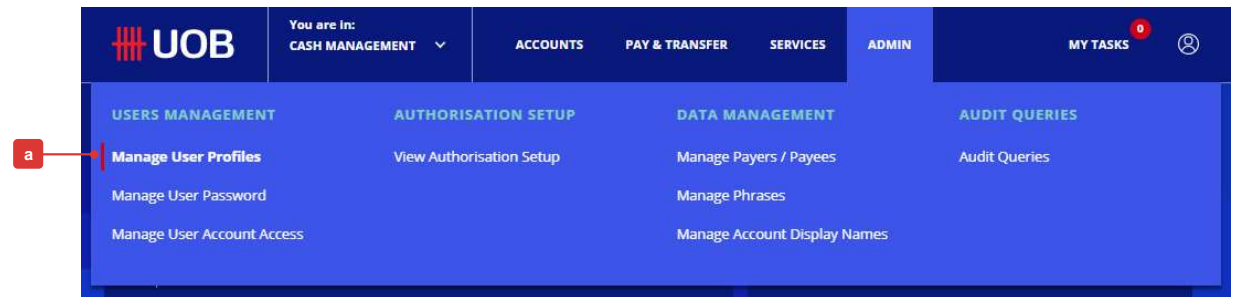 UOB
You are in:
CASH MANAGEMENT
ACCOUNTS
PAY & TRANSFER
SERVICES
ADMIN
MY TASKS
0
USERS MANAGEMENT
Manage User Profiles
Manage User Password
Manage User Account Access
AUTHORISATION SETUP
View Authorisation Setup
DATA MANAGEMENT
Manage Payers / Payees
Manage Phrases
Manage Account Display Names
AUDIT QUERIES
Audit Queries
a